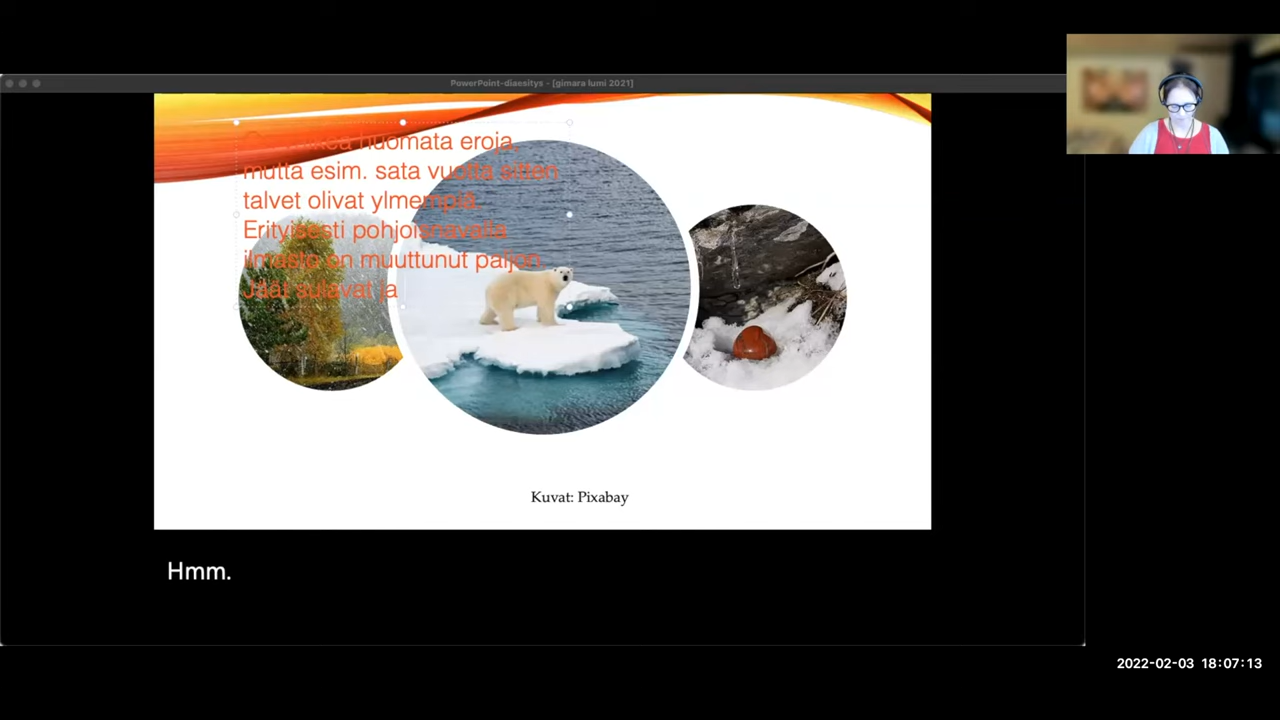 PowerPoint-diaesitys - [gimara lumi 2021]
huomata eroja,
mutta esim. sata vuotta sitten
talvet olivat ylmempiä.
Erityisesti pohjoisnavalla
ilmasto on muuttunut paljon
Jäät sulavat ja
Kuvat: Pixabay
Hmm.
2022-02-03 18:07:13